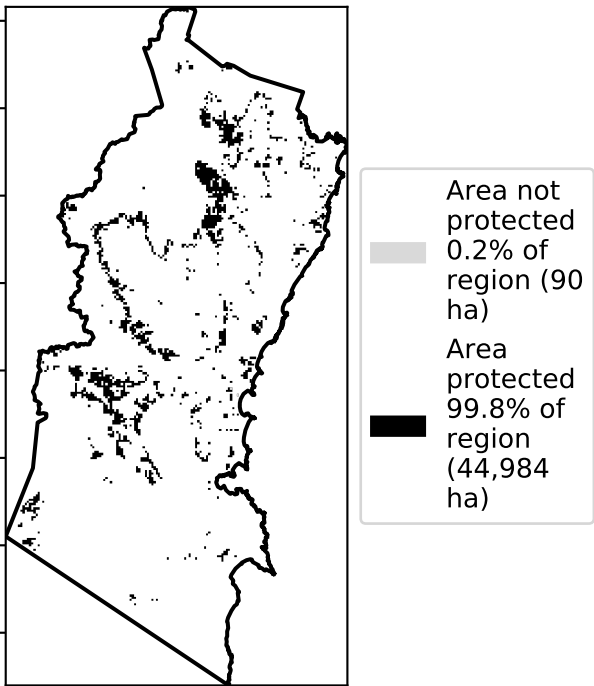 Area not
protected
0.2% of
region (90
ha)
Area
protected
99.8% of
region
(44,984
ha)